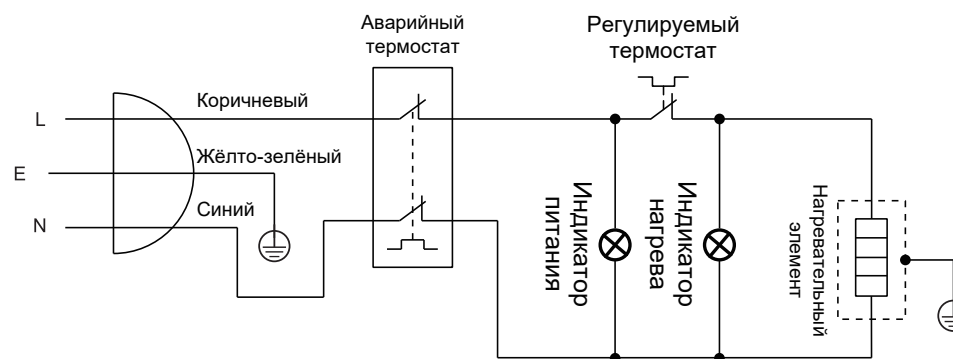 Аварийный
термостат
Регулируемый
термостат
L
Коричневый
E
Жёлто-зелёный
N
Синий
Индикатор
питания
Индикатор
нагрева
Нагревательный
элемент